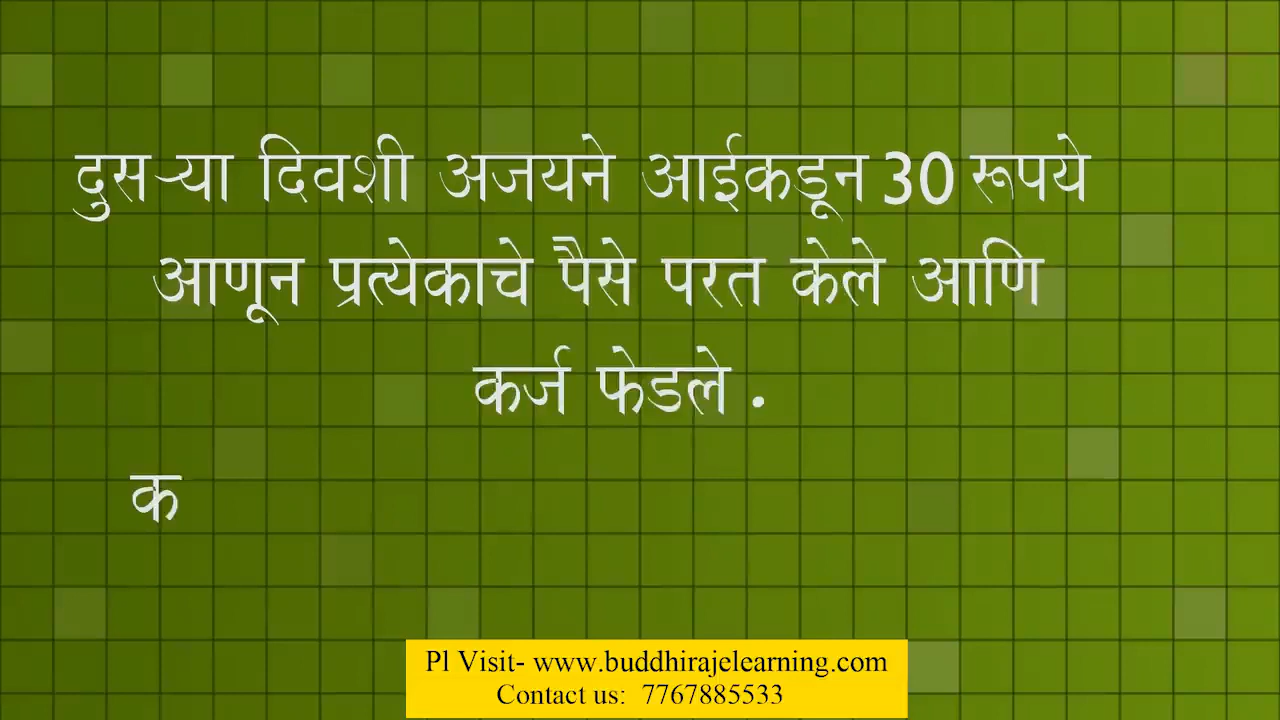 दुसऱ्या दिवशी अजयने आईकडून 30 रूपये
आणून प्रत्येकाचे पैसे परत केले आणि
कर्ज फेडले .
क
Pl Visit- www.buddhirajelearning.com
Contact us: 7767885533